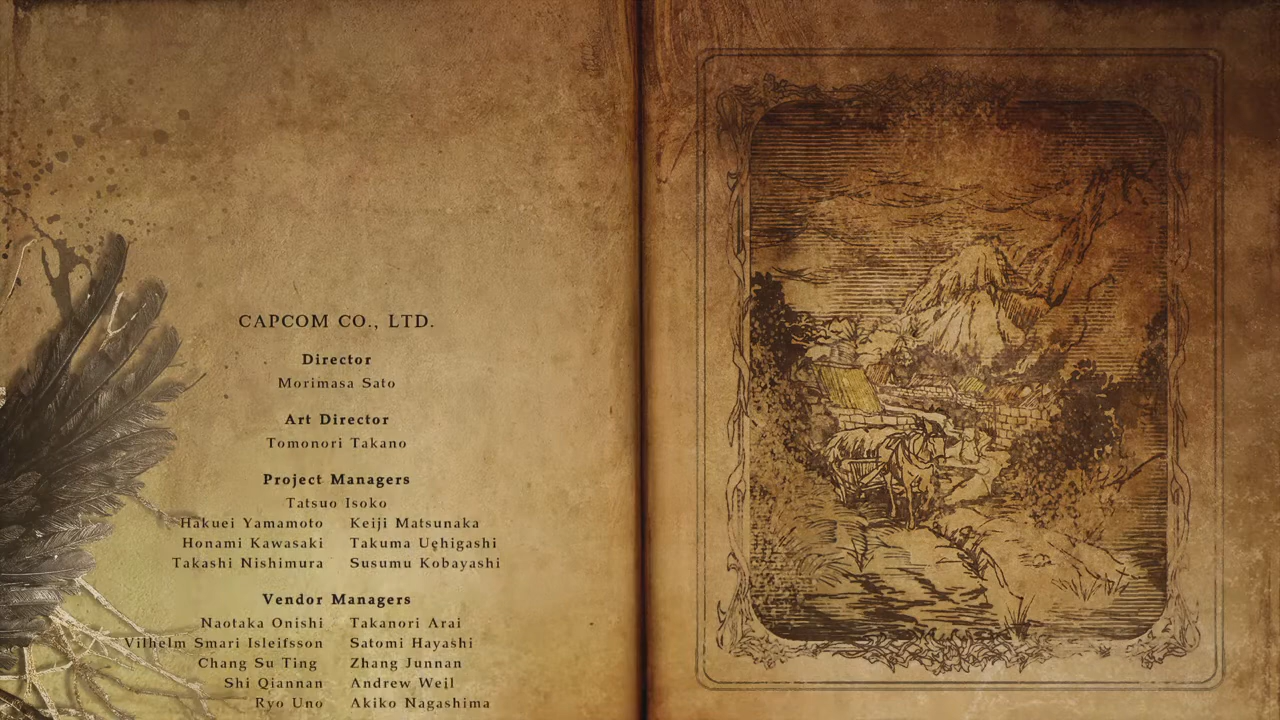 CAPCOM CO., LTD.
Director
Morimasa Sato
Art Director
Tomonori Takano
Project Managers
Tatsuo Isoko
Hakuei Yamamoto Keiji Matsunaka
Honami Kawasaki Takuma Uehigashi
Takashi Nishimura Susumu Kobayashi
Vendor Managers
Naotaka Onishi Takanori Arai
Vilhelm Smari Isleifsson Satomi Hayashi
Chang Su Ting Zhang Junnan
Shi Qiannan Andrew Weil
Ryo Uno Akiko Nagashima